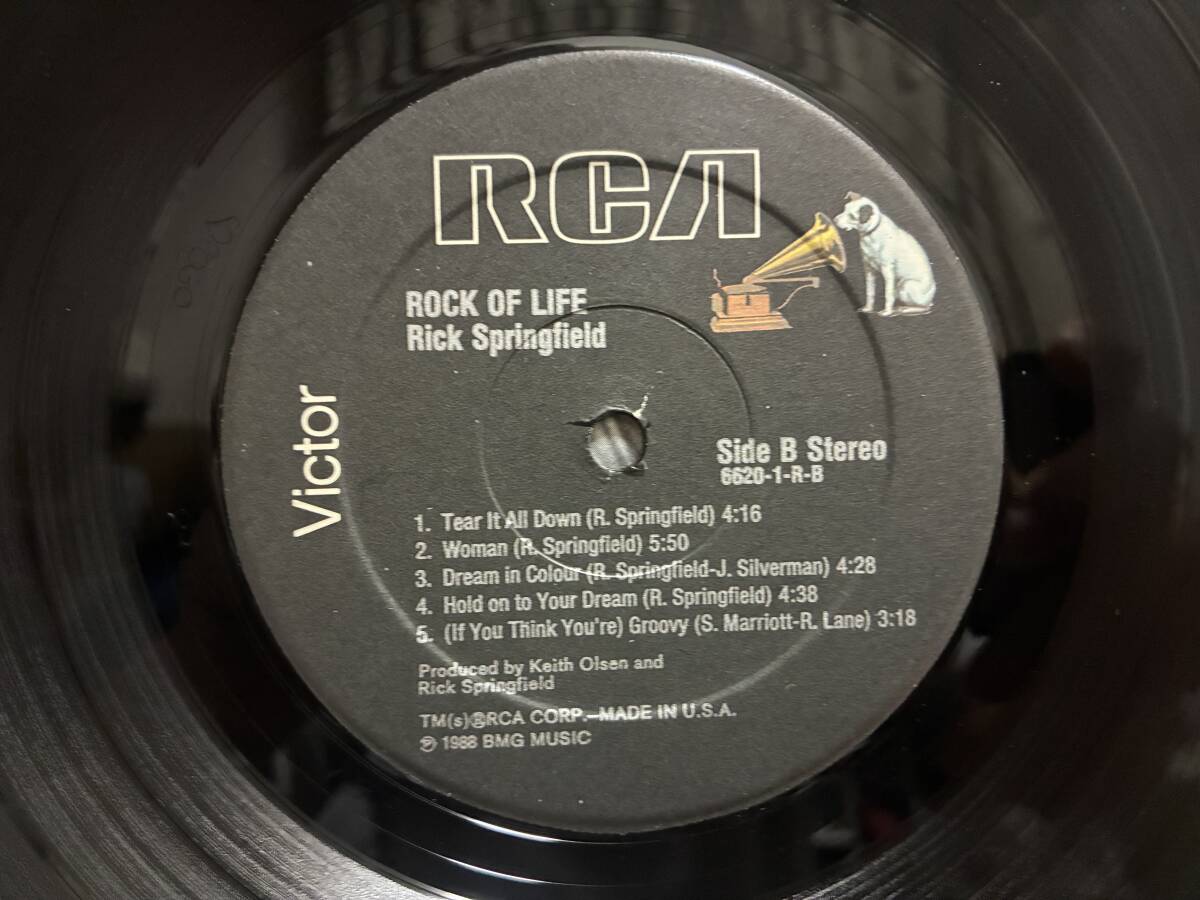 RCA
ROCK OF LIFE
Rick Springfield
Victor
Side B Stereo
6620-1-R-B
1. Tear It All Down (R. Springfield) 4:16
2. Woman (R. Springfield) 5:50
3. Dream in Colour (R. Springfield-J. Silverman) 4:28
4. Hold on to Your Dream (R. Springfield) 4:38
5. (If You Think You're) Groovy (S. Marriott-R. Lane) 3:18
Produced by Keith Olsen and
Rick Springfield
TM(s)®RCA CORP.—MADE IN U.S.A.
℗ 1988 BMG MUSIC